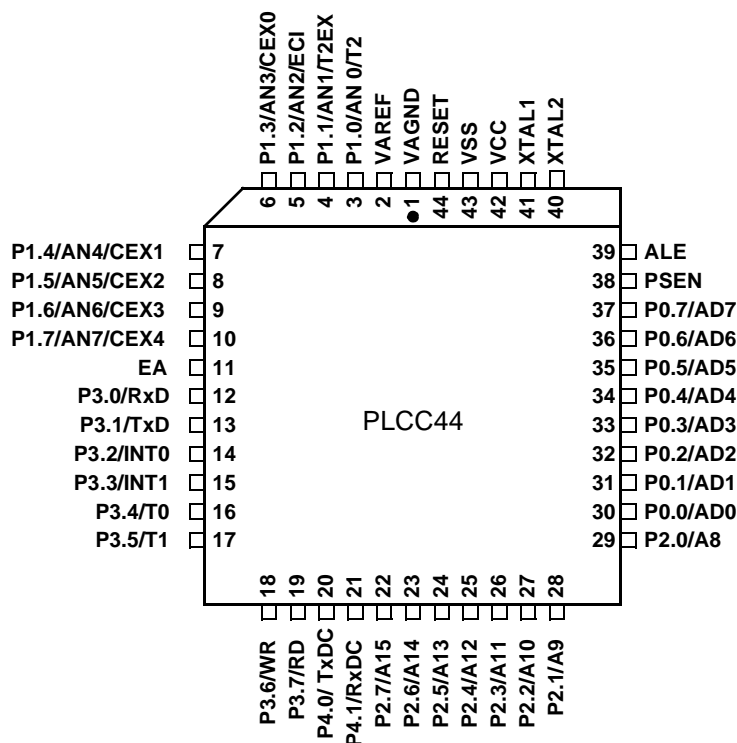 P1.3/AN3/CEX0
P1.2/AN2/ECI
P1.1/AN1/T2EX
P1.0/AN 0/T2
VAREF
VAGND
RESET
VSS
VCC
XTAL1
XTAL2
6 5 4 3 2 1 44 43 42 41 40
P1.4/AN4/CEX1 7
P1.5/AN5/CEX2 8
P1.6/AN6/CEX3 9
P1.7/AN7/CEX4 10
EA 11
P3.0/RxD 12
P3.1/TxD 13
P3.2/INT0 14
P3.3/INT1 15
P3.4/T0 16
P3.5/T1 17
PLCC44
39 ALE
38 PSEN
37 P0.7/AD7
36 P0.6/AD6
35 P0.5/AD5
34 P0.4/AD4
33 P0.3/AD3
32 P0.2/AD2
31 P0.1/AD1
30 P0.0/AD0
29 P2.0/A8
18 19 20 21 22 23 24 25 26 27 28
P3.6/WR
P3.7/RD
P4.0/ TxDC
P4.1/RxDC
P2.7/A15
P2.6/A14
P2.5/A13
P2.4/A12
P2.3/A11
P2.2/A10
P2.1/A9